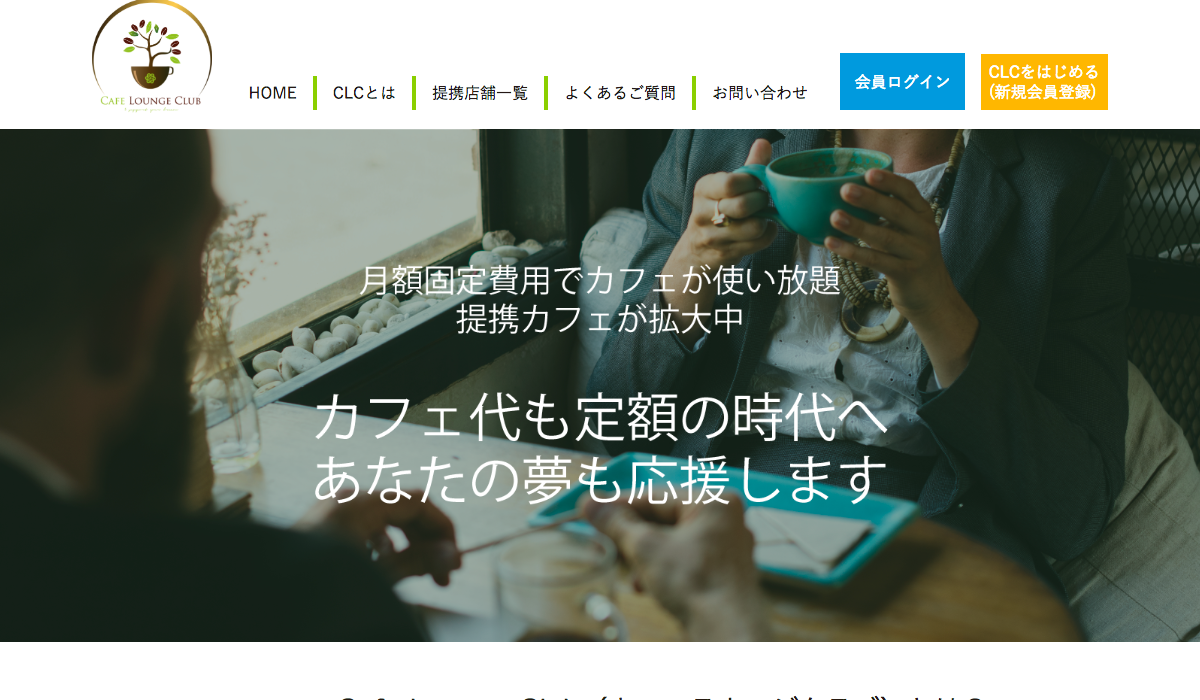 CAFE LOUNGE CLUB
HOME
CLCとは
提携店舗一覧
よくあるご質問
お問い合わせ
会員ログイン
CLCをはじめる
(新規会員登録)
月額固定費用でカフェが使い放題
提携カフェが拡大中
カフェ代も定額の時代へ
あなたの夢も応援します